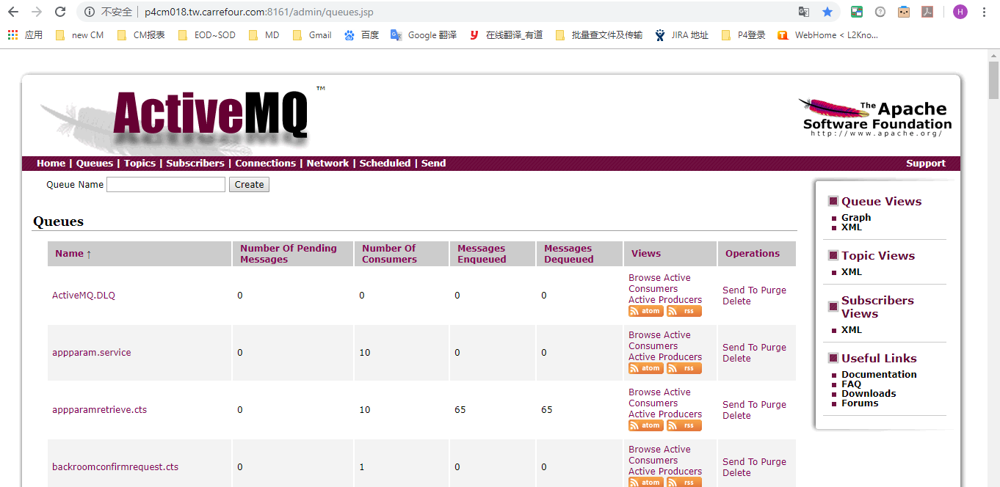 不安全 p4cm018.tw.carrefour.com:8161/admin/queues.jsp
H
应用 new CM CM报表 EOD~SOD MD Gmail 百度 Google 翻译 在线翻译_有道 批量查文件及传输 JIRA 地址 P4登录 WebHome < L2Kno...
ActiveMQ TM
The Apache
Software Foundation
http://www.apache.org/
Home | Queues | Topics | Subscribers | Connections | Network | Scheduled | Send
Support
Queue Name Create
Queues
Name ↑ Number Of Pending Messages Number Of Consumers Messages Enqueued Messages Dequeued Views Operations
ActiveMQ.DLQ 0 0 0 0
Browse Active
Consumers
Active Producers
atom rss
Send To Purge
Delete
appparam.service 0 10 0 0
Browse Active
Consumers
Active Producers
atom rss
Send To Purge
Delete
appparamretrieve.cts 0 10 65 65
Browse Active
Consumers
Active Producers
atom rss
Send To Purge
Delete
backroomconfirmrequest.cts 0 1 0 0
Browse Active
Consumers
Active Producers
atom rss
Send To Purge
Delete
Queue Views
Graph
XML
Topic Views
XML
Subscribers
Views
XML
Useful Links
Documentation
FAQ
Downloads
Forums